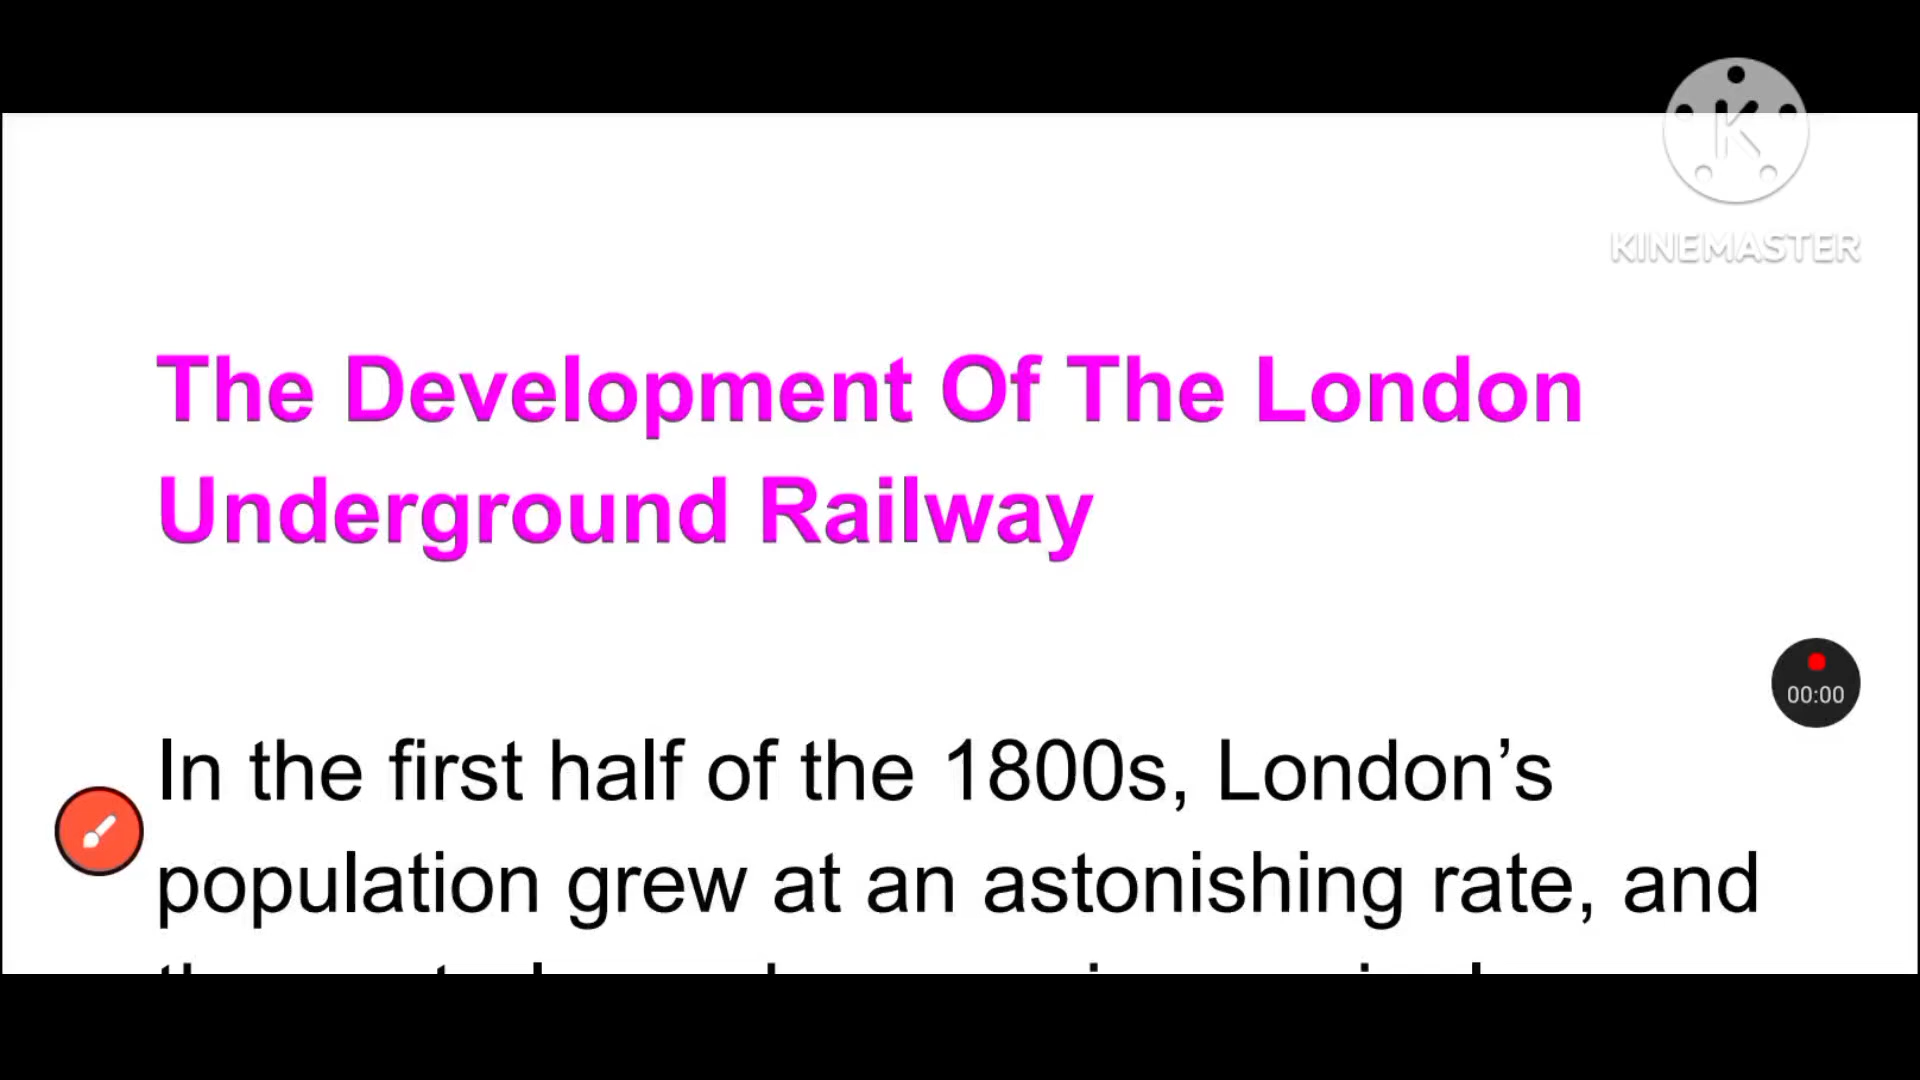 KINEMASTER
The Development Of The London
Underground Railway
00:00
In the first half of the 1800s, London’s
population grew at an astonishing rate, and